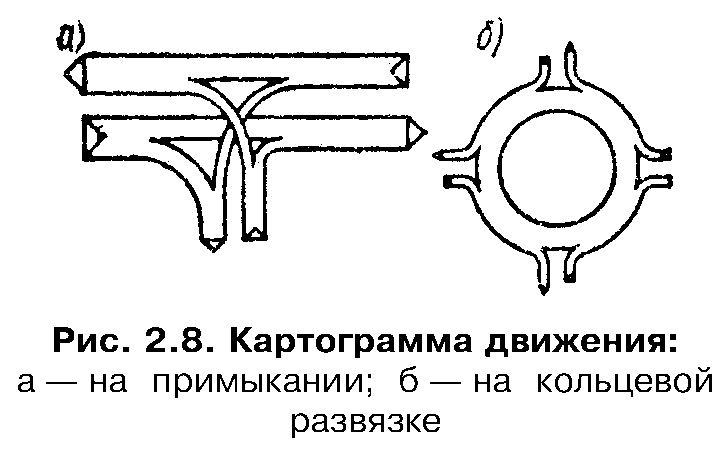 а)
б)
Рис. 2.8. Картограмма движения:
а — на примыкании; б — на кольцевой
развязке